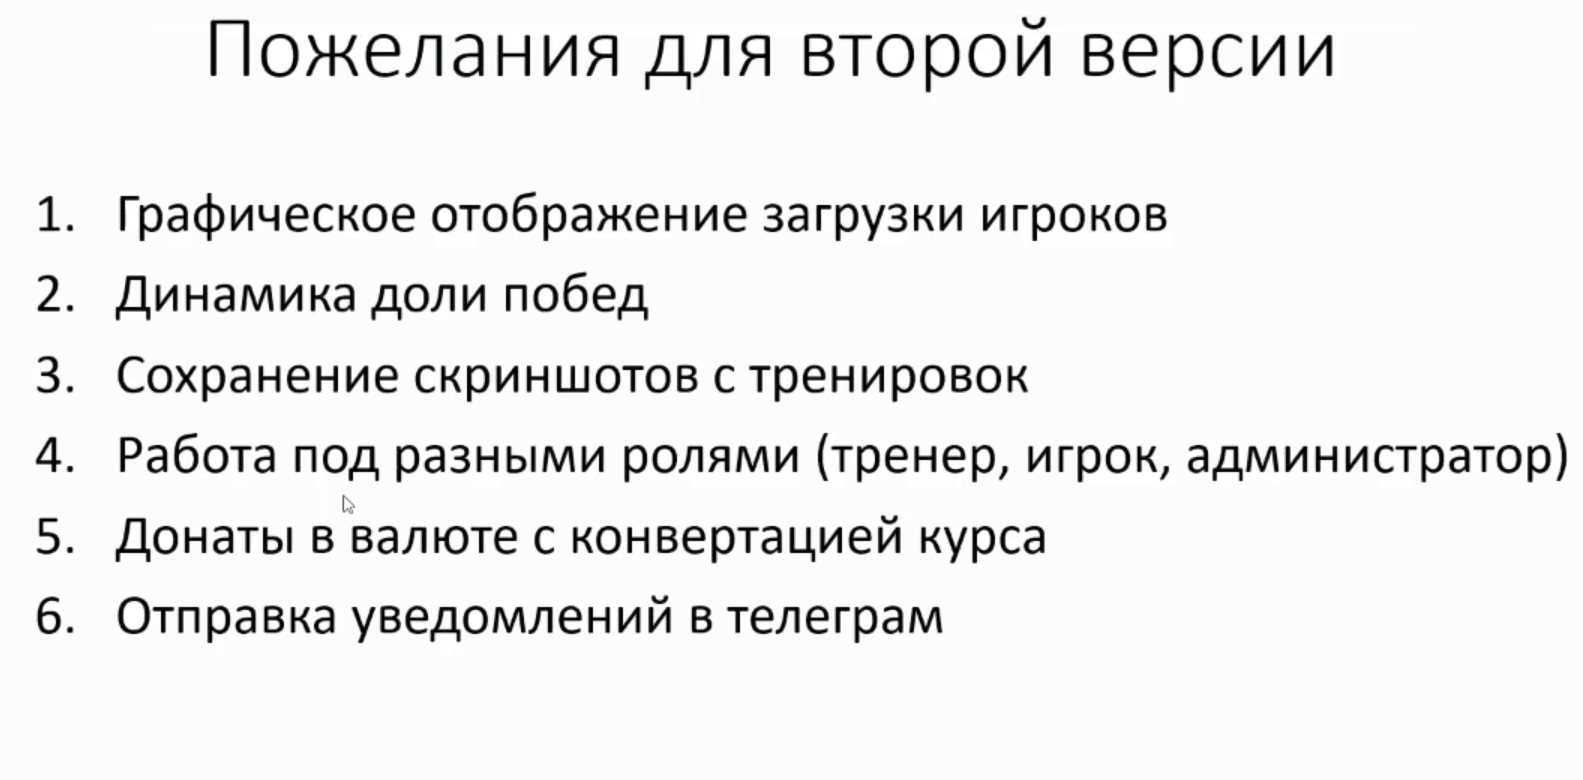 Пожелания для второй версии
1. Графическое отображение загрузки игроков
2. Динамика доли побед
3. Сохранение скриншотов с тренировок
4. Работа под разными ролями (тренер, игрок, администратор)
5. Донаты в валюте с конвертацией курса
6. Отправка уведомлений в телеграм